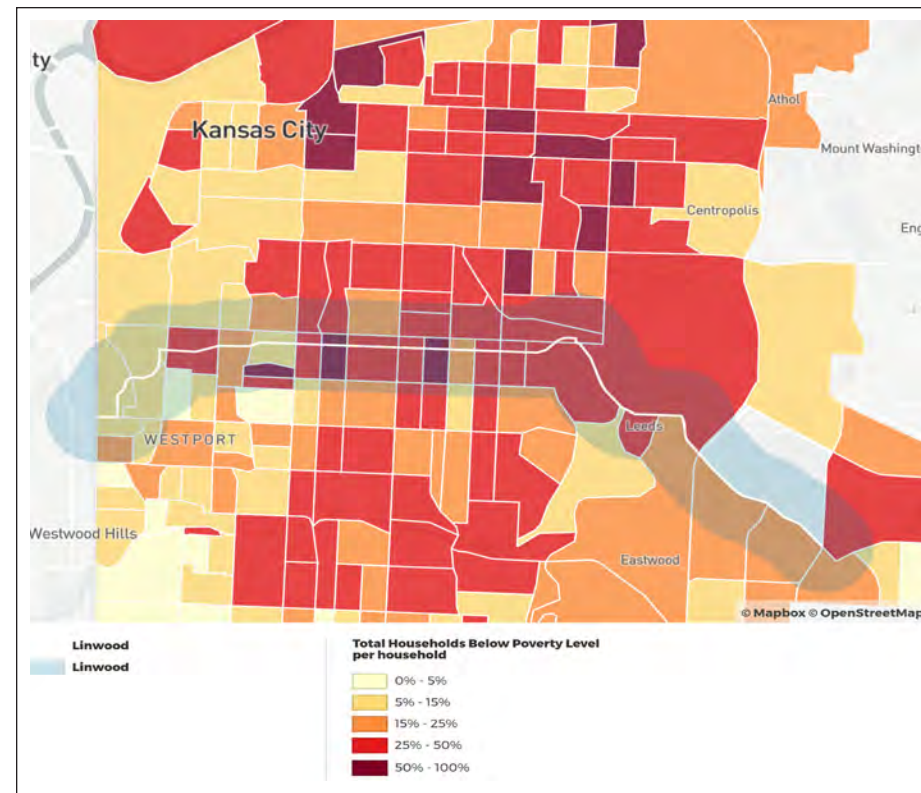 ty
Kansas City
Athol
Mount Washingt
Centropolis
Eng
WESTPORT
Leeds
Westwood Hills
Eastwood
© Mapbox © OpenStreetMap
Linwood
Linwood
Total Households Below Poverty Level
per household
0% - 5%
5% - 15%
15% - 25%
25% - 50%
50% - 100%